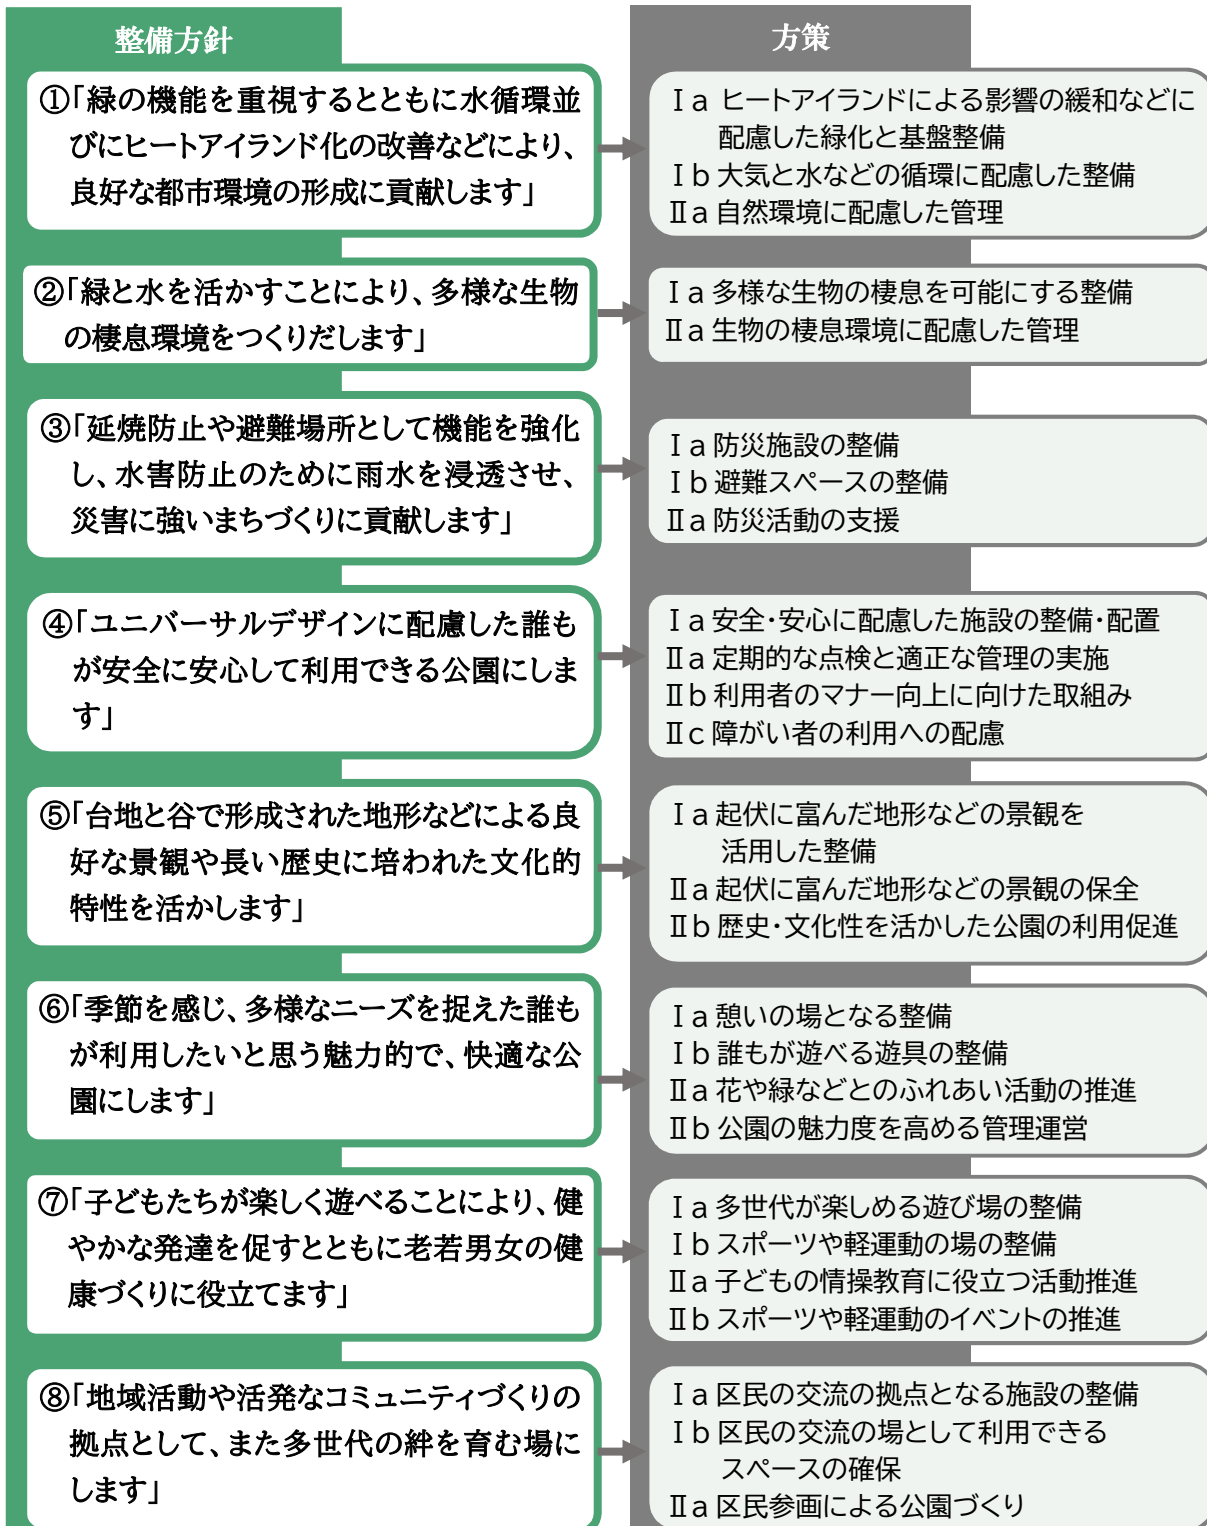 整備方針
方策
①「緑の機能を重視するとともに水循環並
びにヒートアイランド化の改善などにより、
良好な都市環境の形成に貢献します」
Ⅰa ヒートアイランドによる影響の緩和などに
配慮した緑化と基盤整備
Ⅰb 大気と水などの循環に配慮した整備
Ⅱa 自然環境に配慮した管理
②「緑と水を活かすことにより、多様な生物
の棲息環境をつくりだします」
Ⅰa 多様な生物の棲息を可能にする整備
Ⅱa 生物の棲息環境に配慮した管理
③「延焼防止や避難場所として機能を強化
し、水害防止のために雨水を浸透させ、
災害に強いまちづくりに貢献します」
Ⅰa 防災施設の整備
Ⅰb 避難スペースの整備
Ⅱa 防災活動の支援
④「ユニバーサルデザインに配慮した誰も
が安全に安心して利用できる公園にしま
す」
Ⅰa 安全・安心に配慮した施設の整備・配置
Ⅱa 定期的な点検と適正な管理の実施
Ⅱb 利用者のマナー向上に向けた取組み
Ⅱc 障がい者の利用への配慮
⑤「台地と谷で形成された地形などによる良
好な景観や長い歴史に培われた文化的
特性を活かします」
Ⅰa 起伏に富んだ地形などの景観を
活用した整備
Ⅱa 起伏に富んだ地形などの景観の保全
Ⅱb 歴史・文化性を活かした公園の利用促進
⑥「季節を感じ、多様なニーズを捉えた誰も
が利用したいと思う魅力的で、快適な公
園にします」
Ⅰa 憩いの場となる整備
Ⅰb 誰もが遊べる遊具の整備
Ⅱa 花や緑などとのふれあい活動の推進
Ⅱb 公園の魅力度を高める管理運営
⑦「子どもたちが楽しく遊べることにより、健
やかな発達を促すとともに老若男女の健
康づくりに役立てます」
Ⅰa 多世代が楽しめる遊び場の整備
Ⅰb スポーツや軽運動の場の整備
Ⅱa 子どもの情操教育に役立つ活動推進
Ⅱb スポーツや軽運動のイベントの推進
⑧「地域活動や活発なコミュニティづくりの
拠点として、また多世代の絆を育む場に
します」
Ⅰa 区民の交流の拠点となる施設の整備
Ⅰb 区民の交流の場として利用できる
スペースの確保
Ⅱa 区民参画による公園づくり